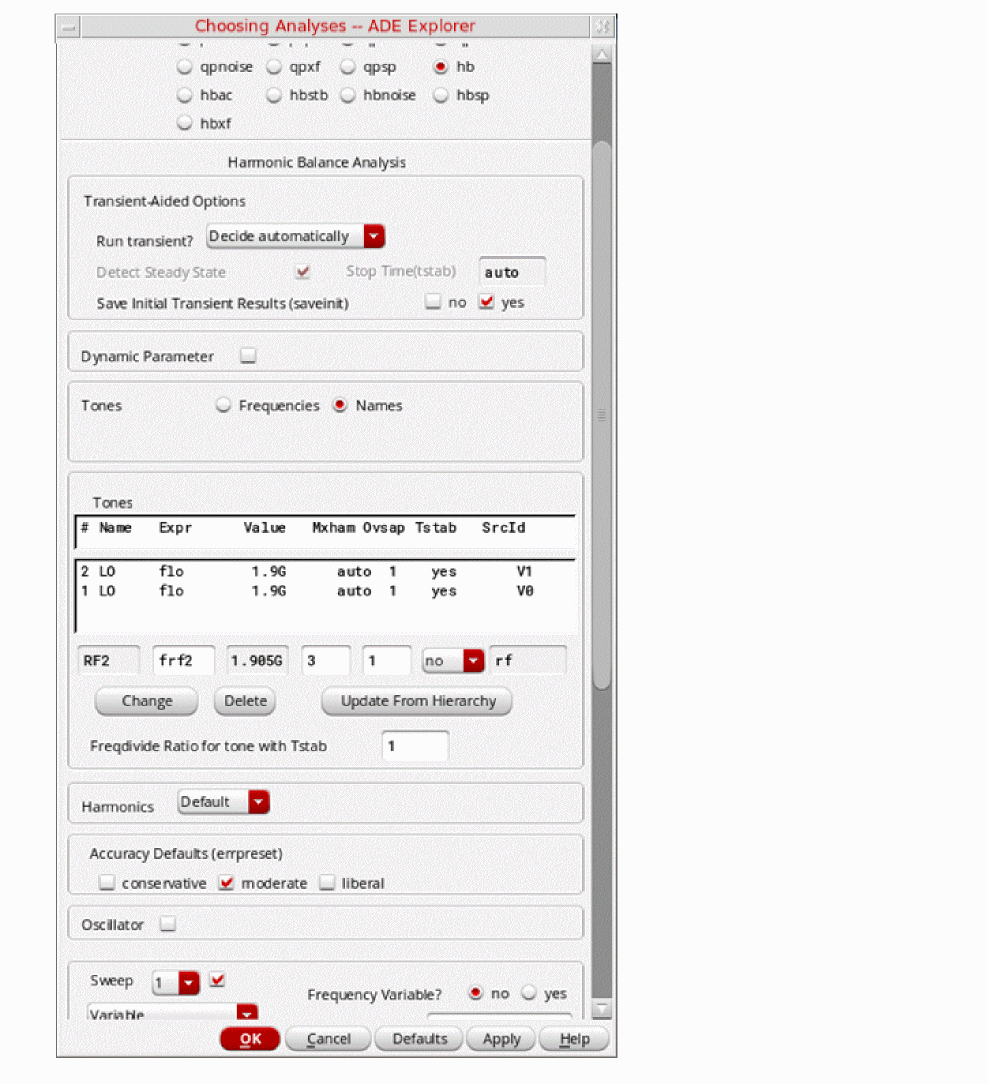 Choosing Analyses -- ADE Explorer
qpnoise qpxf qpsp hb
hbac hbstb hbnoise hbsp
hbxf
Harmonic Balance Analysis
Transient-Aided Options
Run transient? Decide automatically
Detect Steady State Stop Time(tstab) auto
Save Initial Transient Results (saveinit) no yes
Dynamic Parameter
Tones Frequencies Names
Tones
# Name Expr Value Mxham Ovsap Tstab SrcId
2 LO flo 1.9G auto 1 yes V1
1 LO flo 1.9G auto 1 yes V0
RF2 frf2 1.905G 3 1 no rf
Change Delete Update From Hierarchy
Freqdivide Ratio for tone with Tstab 1
Harmonics Default
Accuracy Defaults (errpreset)
conservative moderate liberal
Oscillator
Sweep 1 Frequency Variable? no yes
Variable
OK Cancel Defaults Apply Help